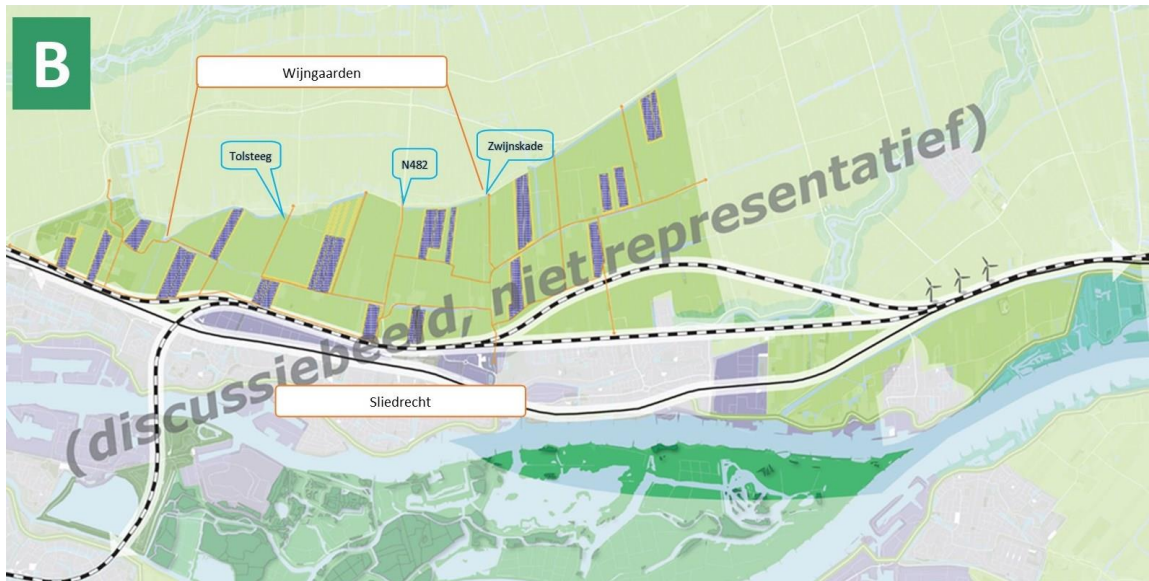 B
Wijngaarden
Tolsteeg
N482
Zwijnskade
(discussiebeeld, niet representatief)
Sliedrecht